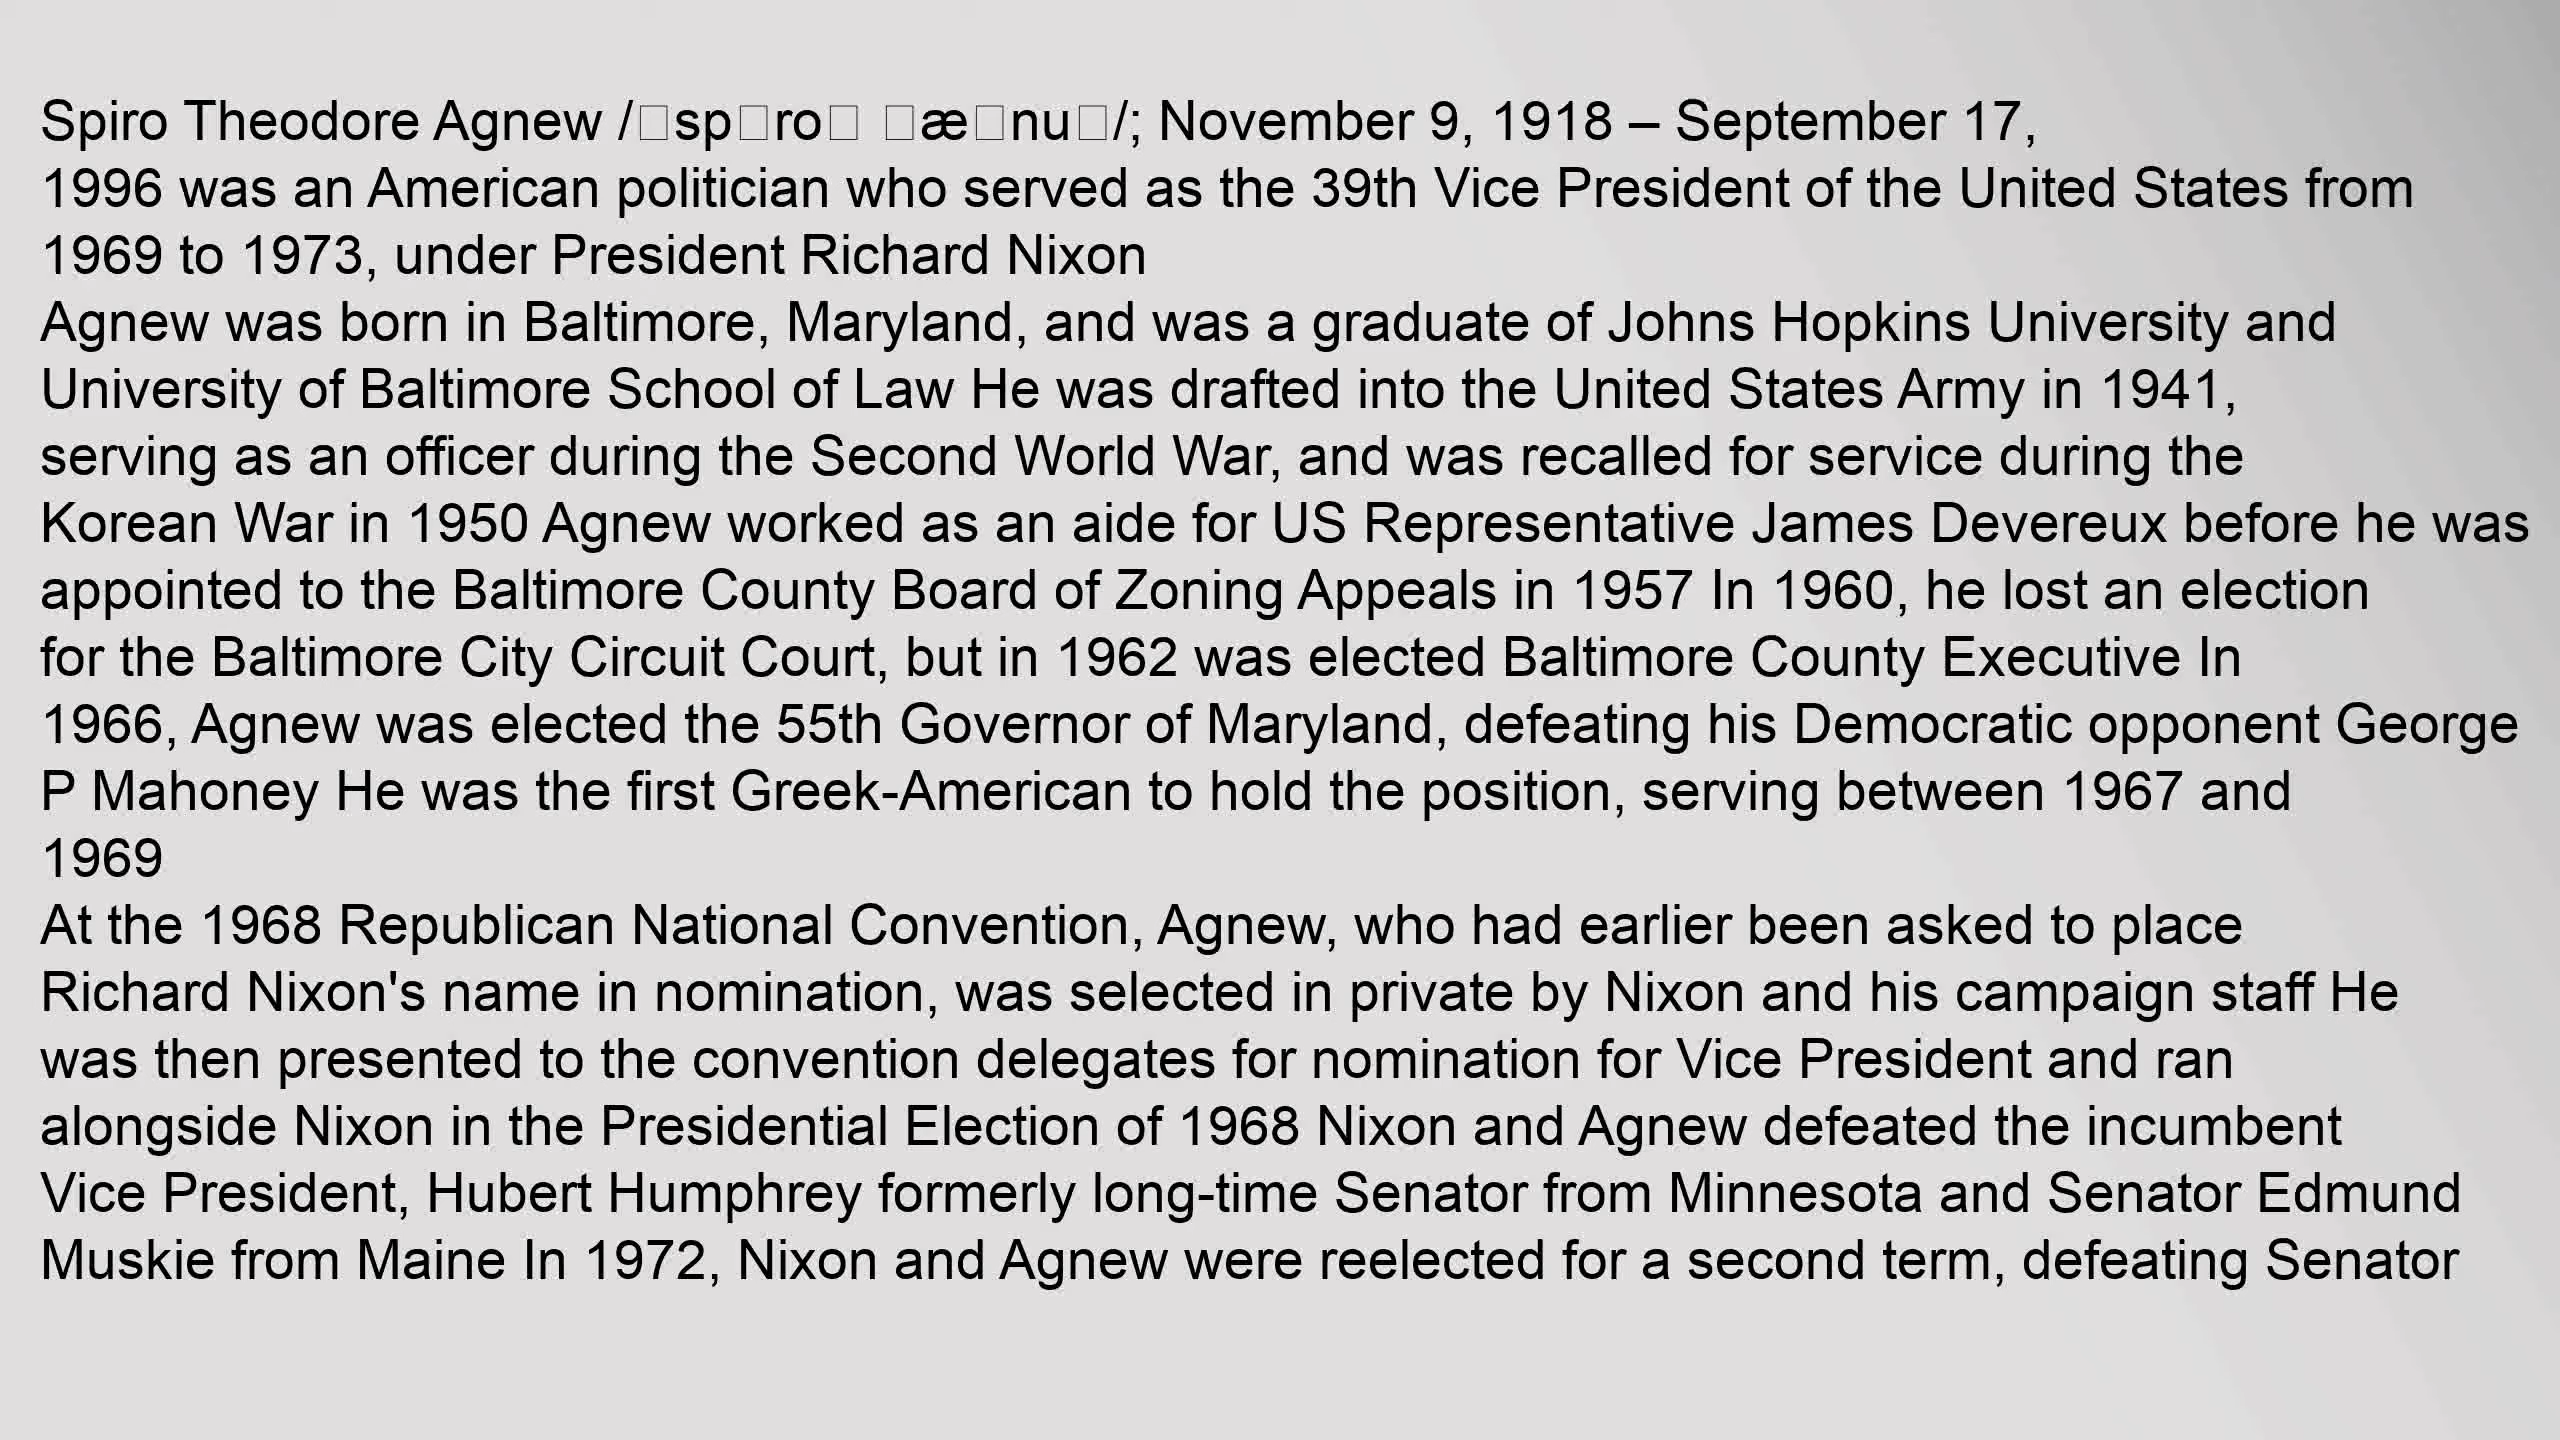 Spiro Theodore Agnew /□sp□ro□ □æ□nu□/; November 9, 1918 – September 17,
1996 was an American politician who served as the 39th Vice President of the United States from
1969 to 1973, under President Richard Nixon
Agnew was born in Baltimore, Maryland, and was a graduate of Johns Hopkins University and
University of Baltimore School of Law He was drafted into the United States Army in 1941,
serving as an officer during the Second World War, and was recalled for service during the
Korean War in 1950 Agnew worked as an aide for US Representative James Devereux before he was
appointed to the Baltimore County Board of Zoning Appeals in 1957 In 1960, he lost an election
for the Baltimore City Circuit Court, but in 1962 was elected Baltimore County Executive In
1966, Agnew was elected the 55th Governor of Maryland, defeating his Democratic opponent George
P Mahoney He was the first Greek-American to hold the position, serving between 1967 and
1969
At the 1968 Republican National Convention, Agnew, who had earlier been asked to place
Richard Nixon's name in nomination, was selected in private by Nixon and his campaign staff He
was then presented to the convention delegates for nomination for Vice President and ran
alongside Nixon in the Presidential Election of 1968 Nixon and Agnew defeated the incumbent
Vice President, Hubert Humphrey formerly long-time Senator from Minnesota and Senator Edmund
Muskie from Maine In 1972, Nixon and Agnew were reelected for a second term, defeating Senator